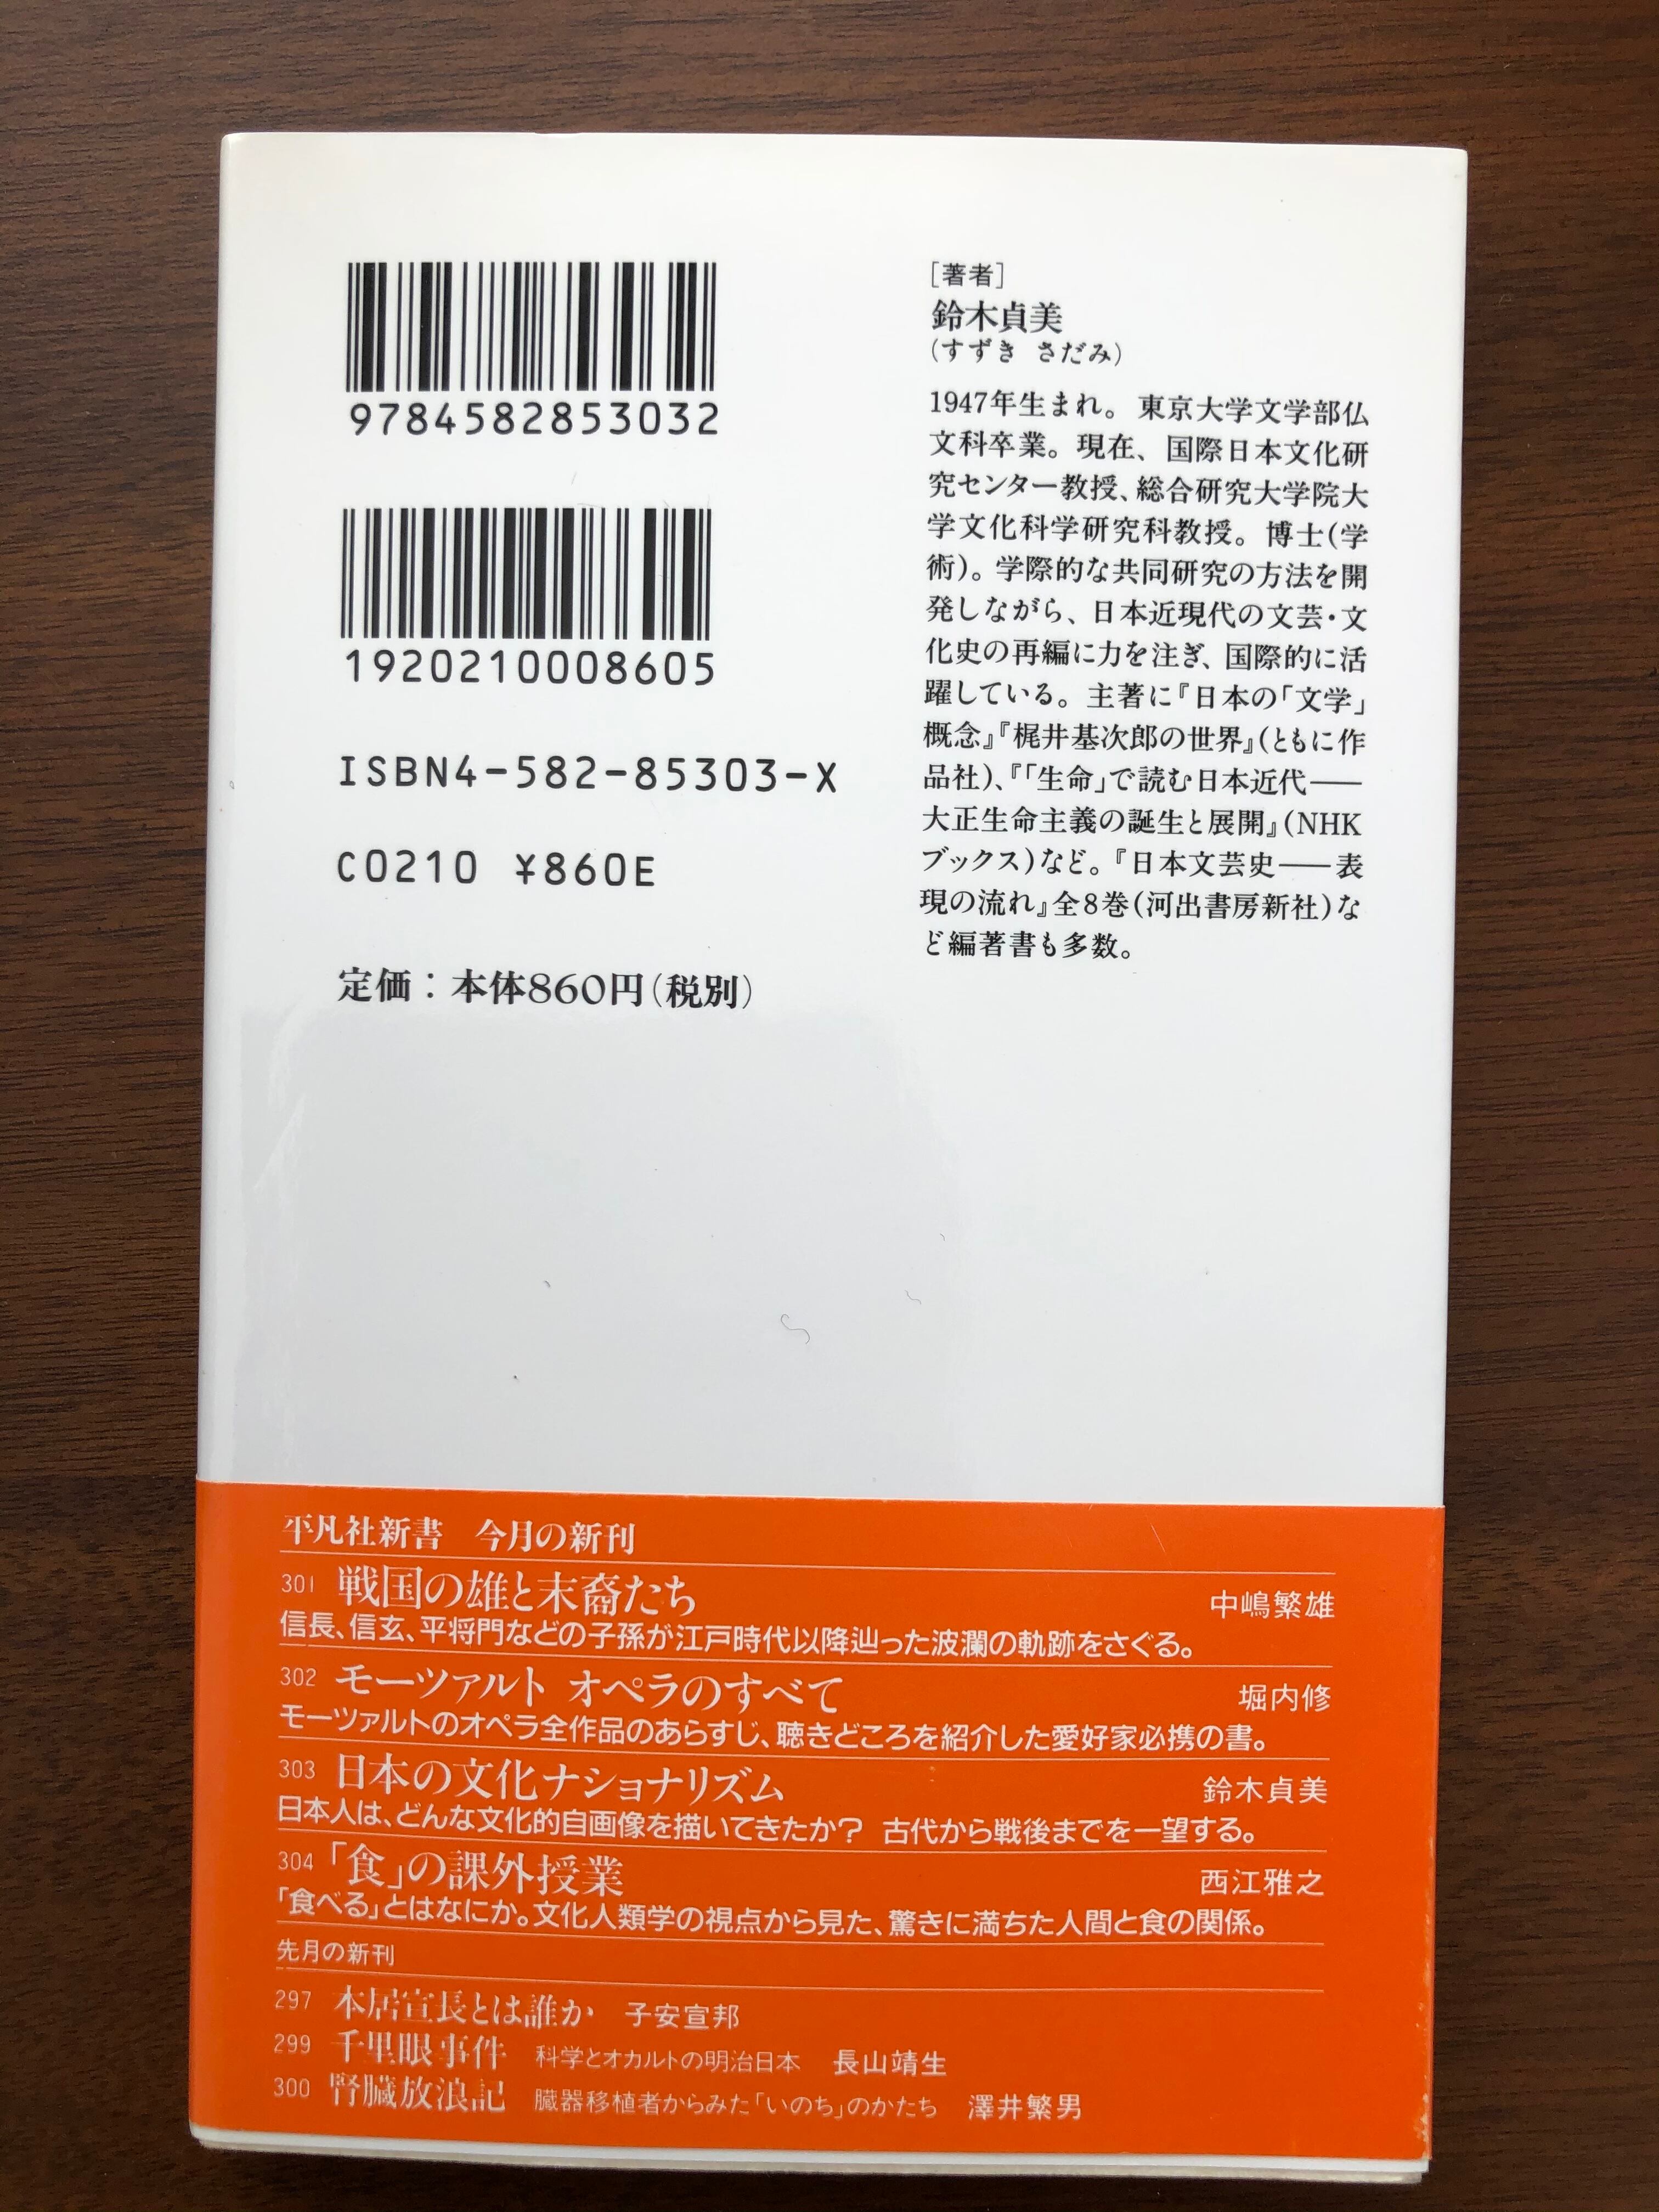 9784582853032
1920210008605
ISBN4-582-85303-X
C0210 ¥860E
定価：本体860円（税別）
［著者］
鈴木貞美
（すずき さだみ）
1947年生まれ。東京大学文学部仏
文科卒業。現在、国際日本文化研
究センター教授、総合研究大学院大
学文化科学研究科教授。博士（学
術）。学際的な共同研究の方法を開
発しながら、日本近現代の文芸・文
化史の再編に力を注ぎ、国際的に活
躍している。主著に『日本の「文学」
概念』『梶井基次郎の世界』（ともに作
品社）、『「生命」で読む日本近代——
大正生命主義の誕生と展開』（NHK
ブックス）など。『日本文芸史——表
現の流れ』全8巻（河出書房新社）な
ど編著書も多数。
平凡社新書 今月の新刊
301 戦国の雄と末裔たち 中嶋繁雄
信長、信玄、平将門などの子孫が江戸時代以降辿った波瀾の軌跡をさぐる。
302 モーツァルト オペラのすべて 堀内修
モーツァルトのオペラ全作品のあらすじ、聴きどころを紹介した愛好家必携の書。
303 日本の文化ナショナリズム 鈴木貞美
日本人は、どんな文化的自画像を描いてきたか？ 古代から戦後までを一望する。
304 「食」の課外授業 西江雅之
「食べる」とはなにか。文化人類学の視点から見た、驚きに満ちた人間と食の関係。
先月の新刊
297 本居宣長とは誰か 子安宣邦
299 千里眼事件 科学とオカルトの明治日本 長山靖生
300 腎臓放浪記 臓器移植者からみた「いのち」のかたち 澤井繁男